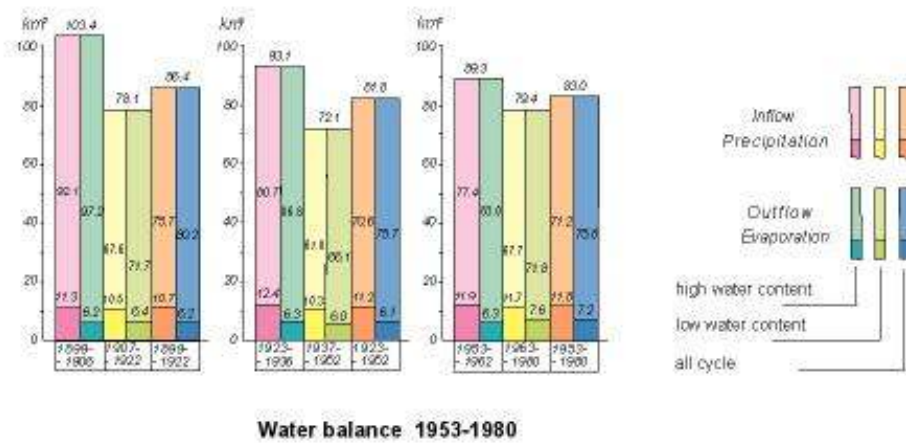 km³ km³ km³
103.4
100 100 93.1 100
78.1 86.4 72.1 81.8 89.3 79.4 83.0
80 80 80
60 60 60
92.1 97.2 67.6 71.7 75.7 80.2
80.7 86.8 61.8 66.1 70.6 75.7
77.4 83.0 67.7 71.8 71.2 75.8
40 40 40
20 20 20
11.3 6.2 10.5 6.4 10.7 6.2
12.4 6.3 10.3 11.2 6.1
11.9 6.3 11.7 7.6 11.8 7.2
0 0 0
1899- 1907- 1899-
-1906 -1922 -1922
1923- 1937- 1923-
-1936 -1952 -1952
1953- 1963- 1953-
-1962 -1980 -1980
Inflow
Precipitation
Outflow
Evaporation
high water content
low water content
all cycle
Water balance 1953-1980